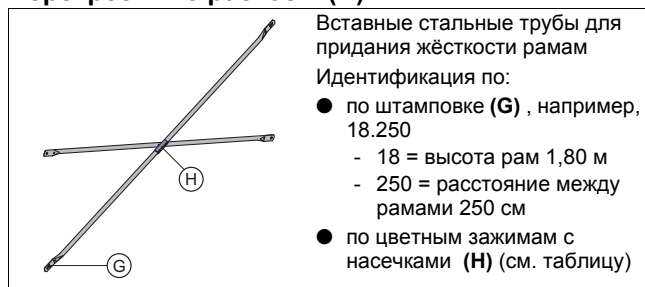 Вставные стальные трубы для
придания жёсткости рамам
Идентификация по:
● по штамповке (G) , например,
18.250
- 18 = высота рам 1,80 м
- 250 = расстояние между
рамами 250 см
● по цветным зажимам с
насечками (H) (см. таблицу)
H
G